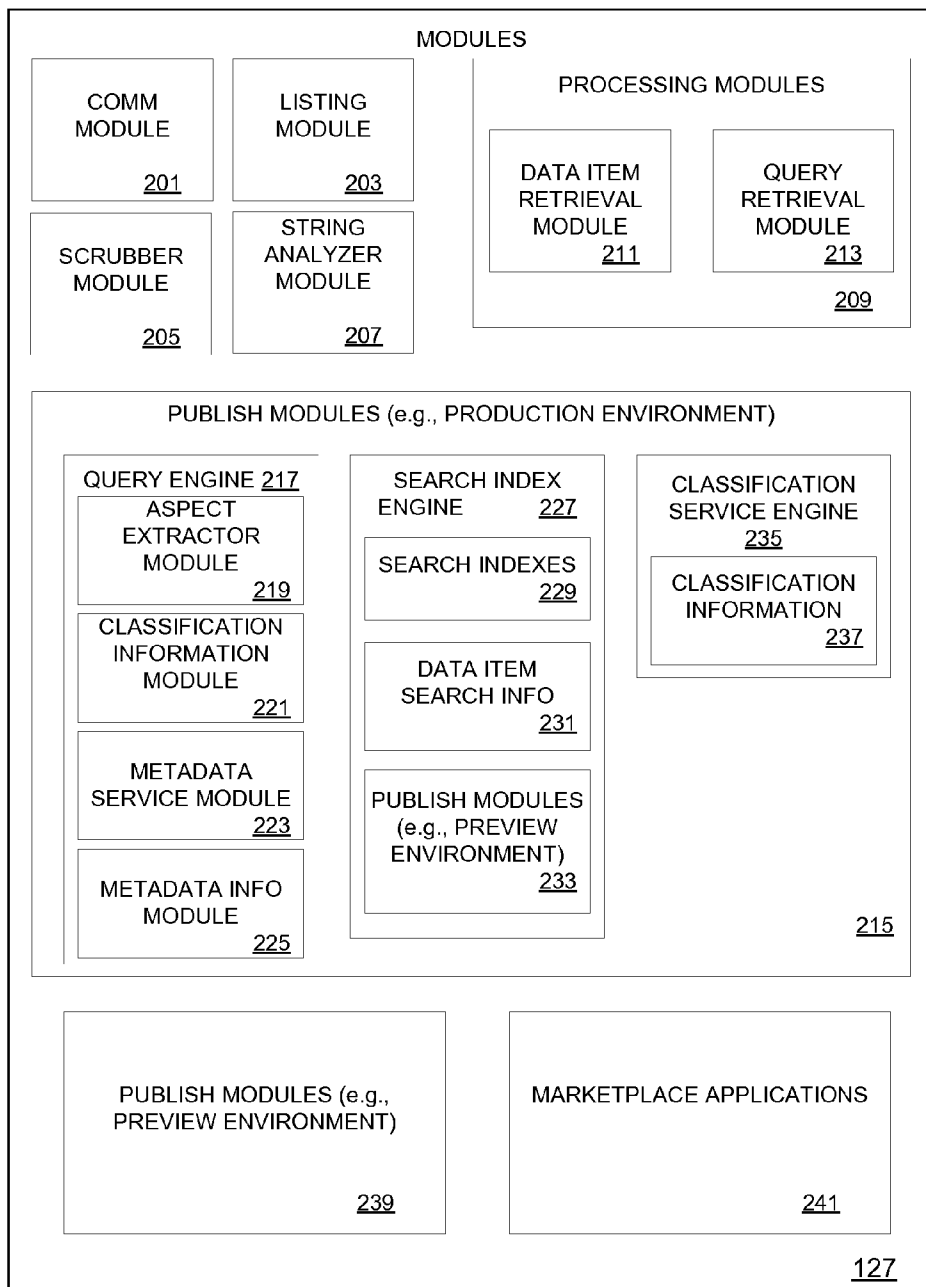 MODULES
COMM
MODULE
201
LISTING
MODULE
203
SCRUBBER
MODULE
205
STRING
ANALYZER
MODULE
207
PROCESSING MODULES
DATA ITEM
RETRIEVAL
MODULE
211
QUERY
RETRIEVAL
MODULE
213
209
PUBLISH MODULES (e.g., PRODUCTION ENVIRONMENT)
QUERY ENGINE 217
ASPECT
EXTRACTOR
MODULE
219
CLASSIFICATION
INFORMATION
MODULE
221
METADATA
SERVICE MODULE
223
METADATA INFO
MODULE
225
SEARCH INDEX
ENGINE 227
SEARCH INDEXES
229
DATA ITEM
SEARCH INFO
231
PUBLISH MODULES
(e.g., PREVIEW
ENVIRONMENT)
233
CLASSIFICATION
SERVICE ENGINE
235
CLASSIFICATION
INFORMATION
237
215
PUBLISH MODULES (e.g.,
PREVIEW ENVIRONMENT)
239
MARKETPLACE APPLICATIONS
241
127